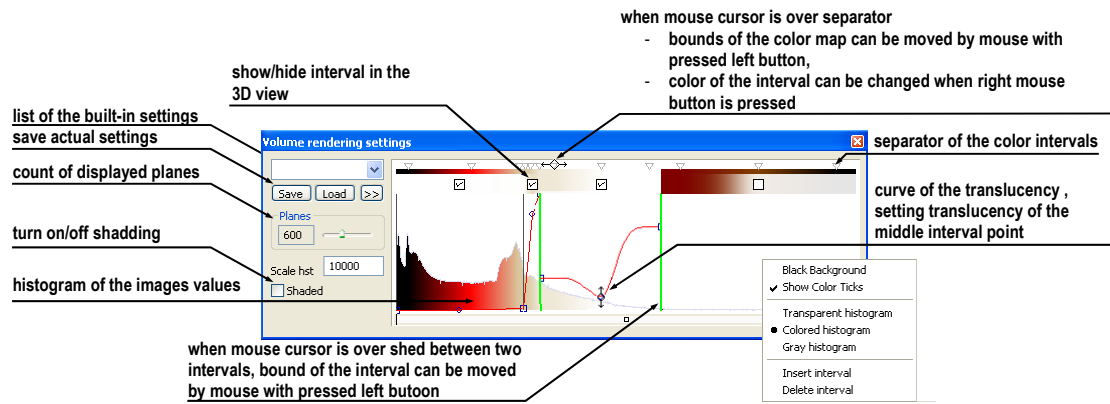 when mouse cursor is over separator
- bounds of the color map can be moved by mouse with
pressed left button,
- color of the interval can be changed when right mouse
button is pressed
show/hide interval in the
3D view
list of the built-in settings
save actual settings
count of displayed planes
turn on/off shadding
histogram of the images values
Volume rendering settings
Save
Load
>>
Planes
600
Scale hst
10000
Shaded
separator of the color intervals
curve of the translucency ,
setting translucency of the
middle interval point
Black Background
Show Color Ticks
Transparent histogram
Colored histogram
Gray histogram
Insert interval
Delete interval
when mouse cursor is over shed between two
intervals, bound of the interval can be moved
by mouse with pressed left butoon